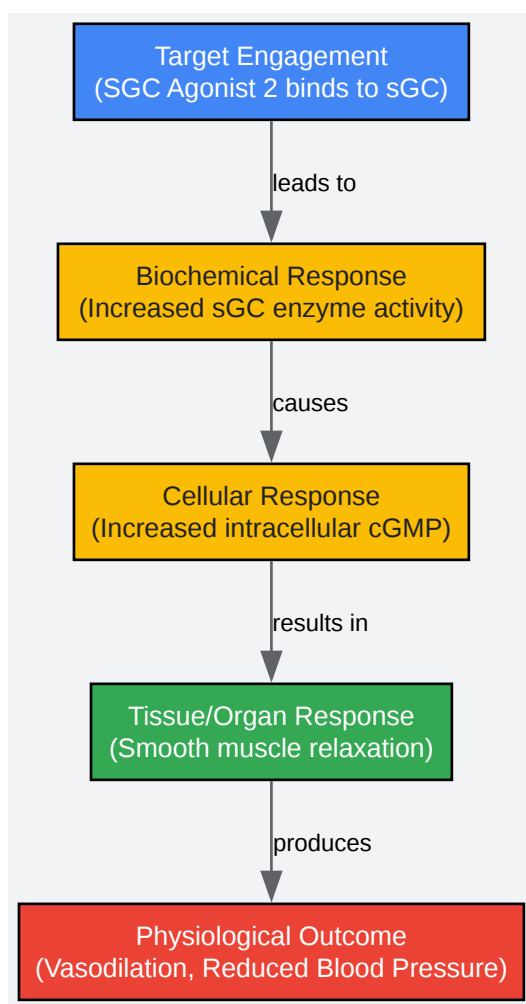 Target Engagement
(SGC Agonist 2 binds to sGC)
leads to
Biochemical Response
(Increased sGC enzyme activity)
causes
Cellular Response
(Increased intracellular cGMP)
results in
Tissue/Organ Response
(Smooth muscle relaxation)
produces
Physiological Outcome
(Vasodilation, Reduced Blood Pressure)